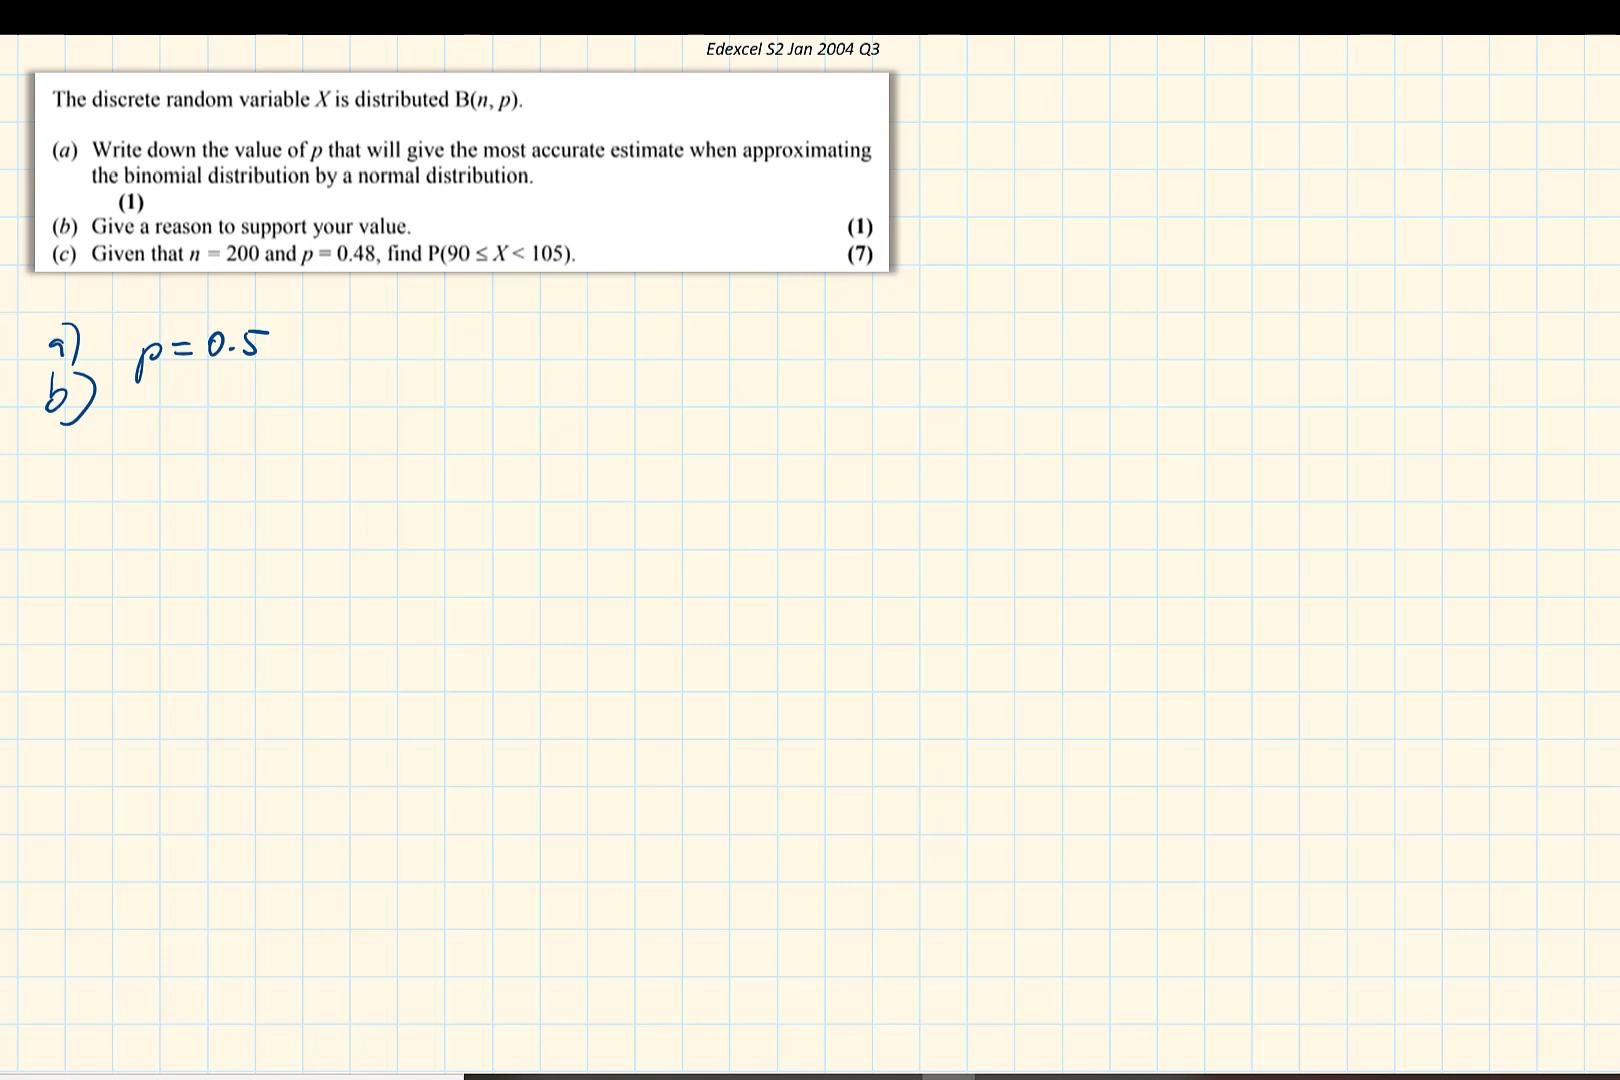 Edexcel S2 Jan 2004 Q3
The discrete random variable X is distributed B(n, p).
(a) Write down the value of p that will give the most accurate estimate when approximating
the binomial distribution by a normal distribution.
(1)
(b) Give a reason to support your value. (1)
(c) Given that n = 200 and p = 0.48, find P(90 ≤ X < 105). (7)
a) p = 0.5
b)